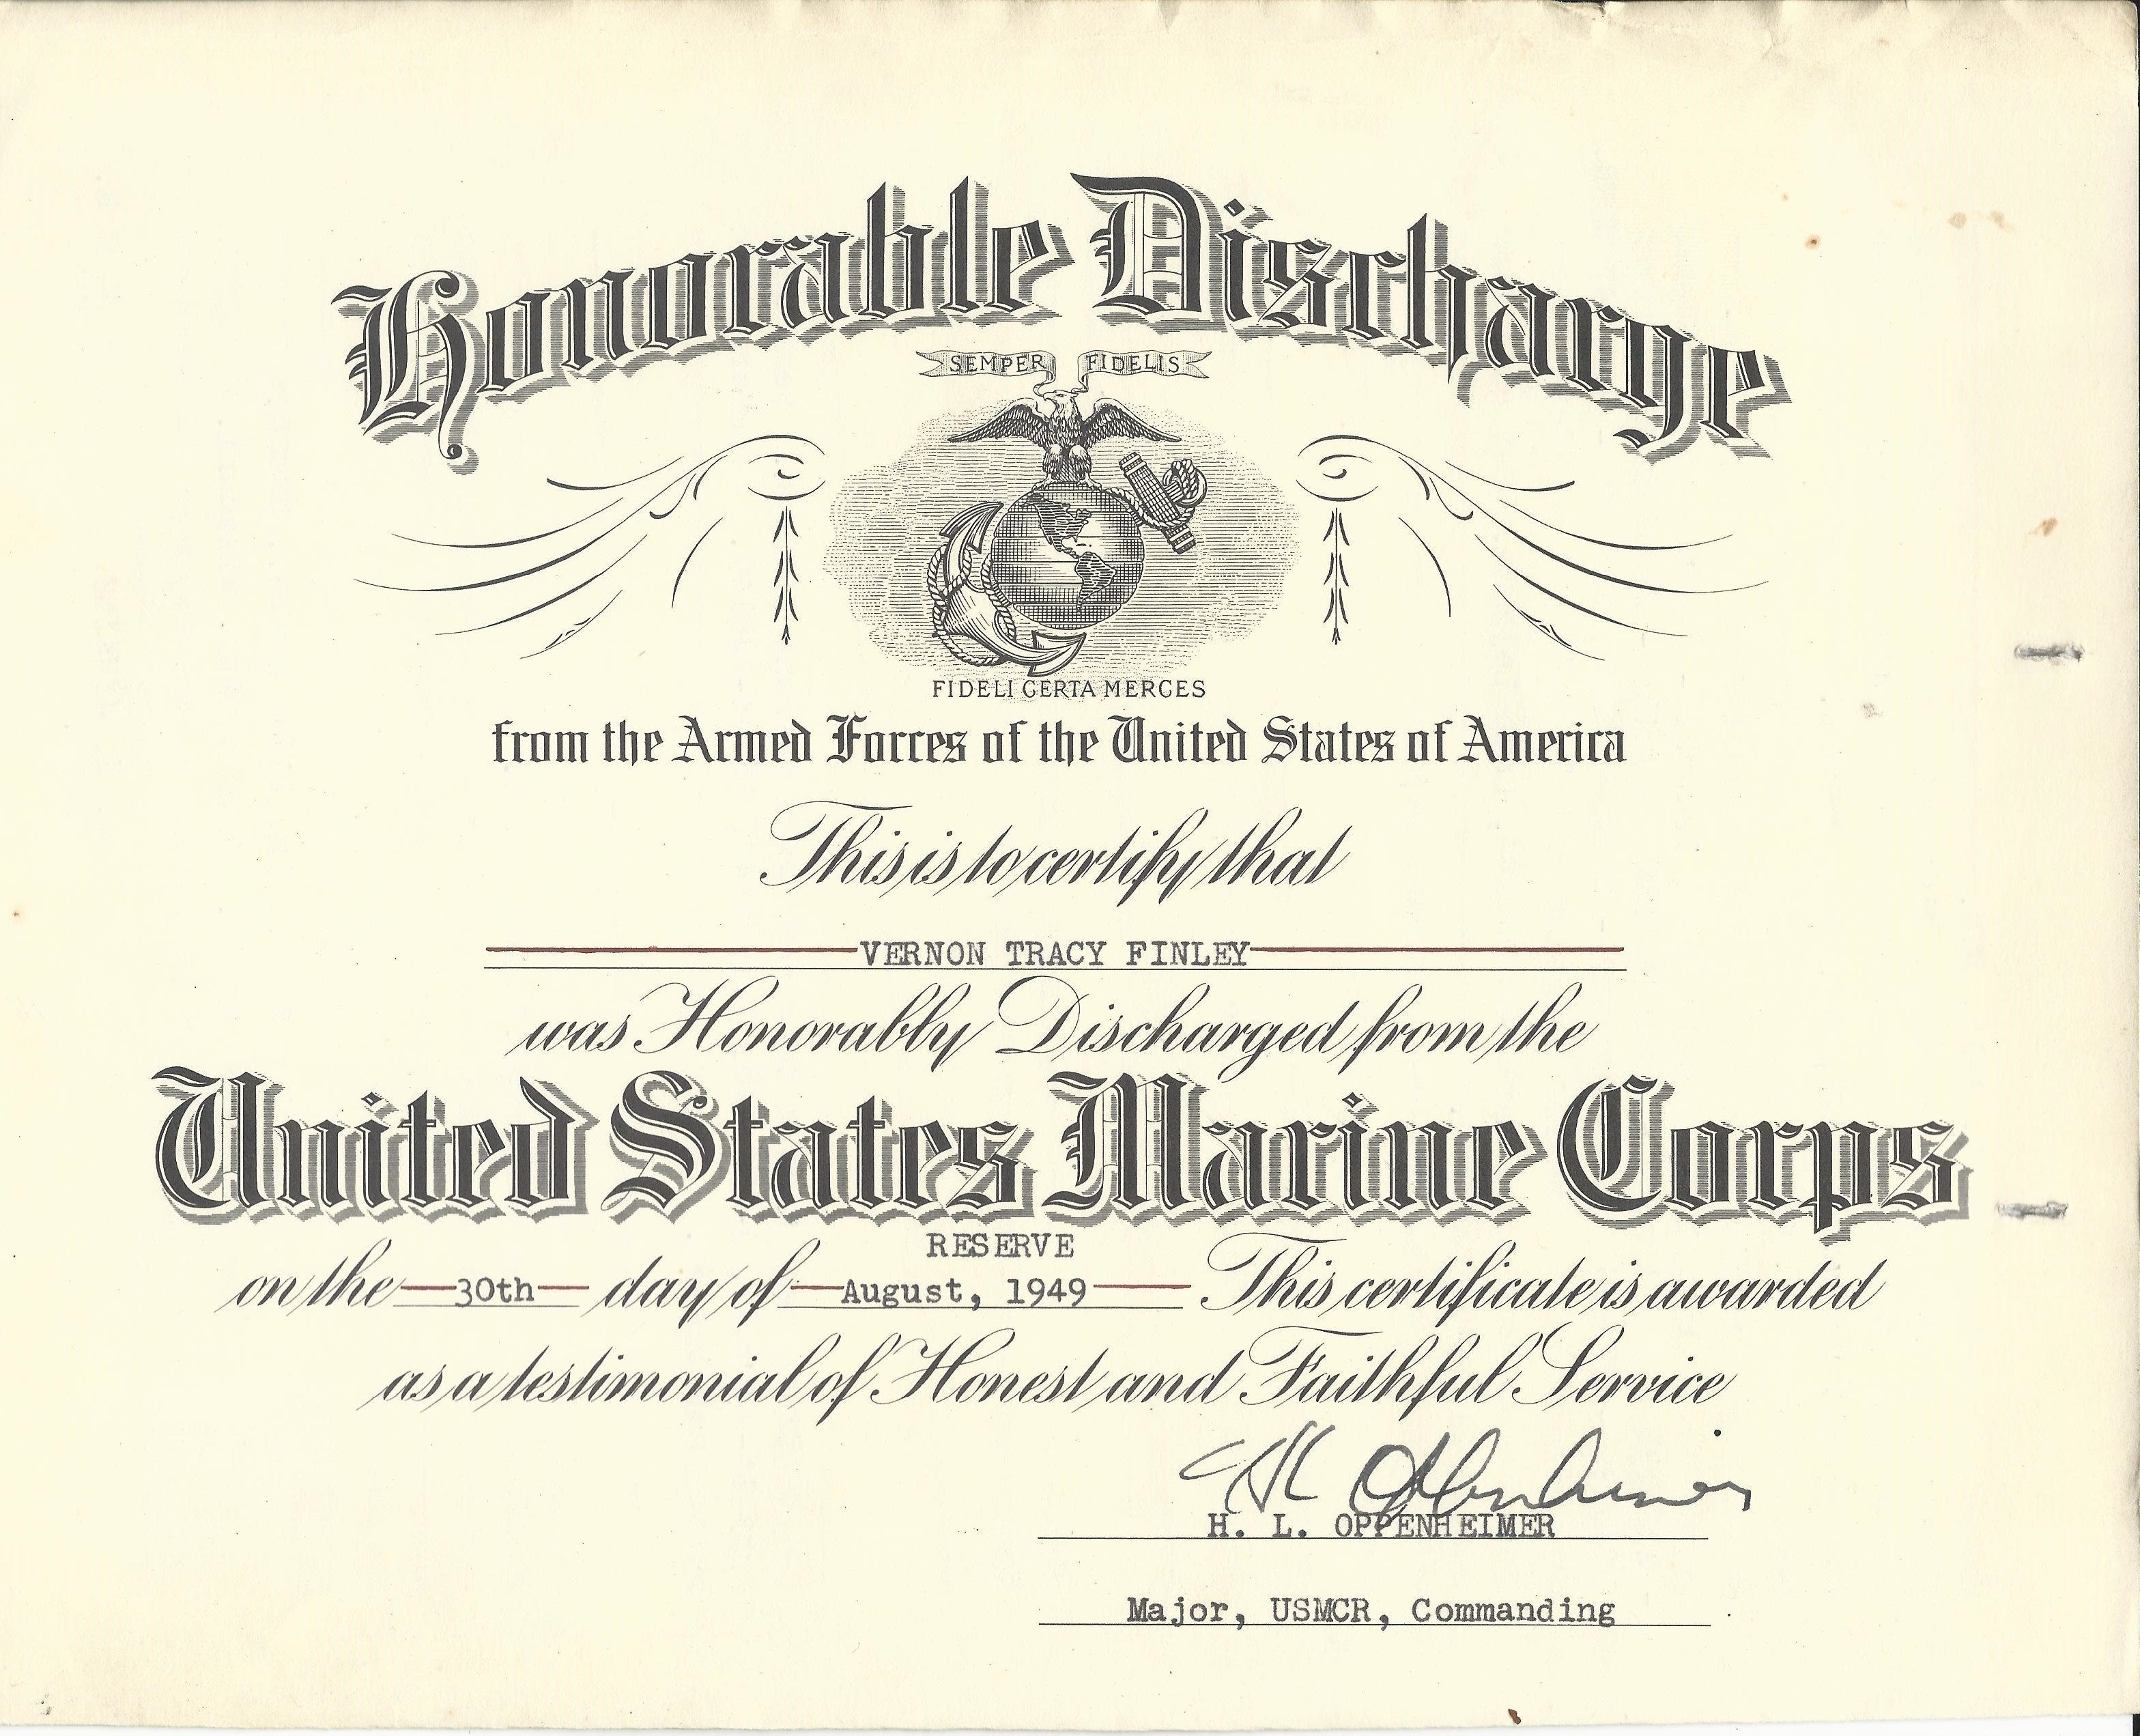 Honorable Discharge
SEMPER FIDELIS
FIDELI CERTA MERCES
from the Armed Forces of the United States of America
This is to certify that
VERNON TRACY FINLEY
was Honorably Discharged from the
United States Marine Corps
RESERVE
on the 30th day of August, 1949 This certificate is awarded
as a testimonial of Honest and Faithful Service
H L Oppenheimer
H. L. OPPENHEIMER
Major, USMCR, Commanding